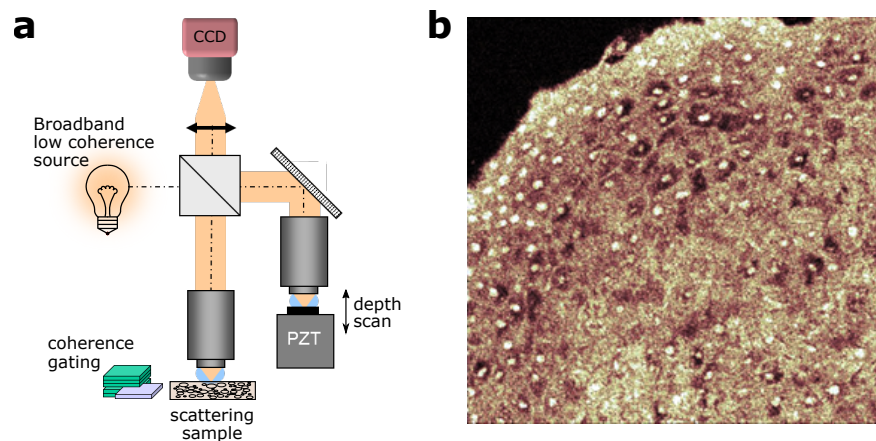 a
CCD
Broadband
low coherence
source
depth
scan
PZT
coherence
gating
scattering
sample
b